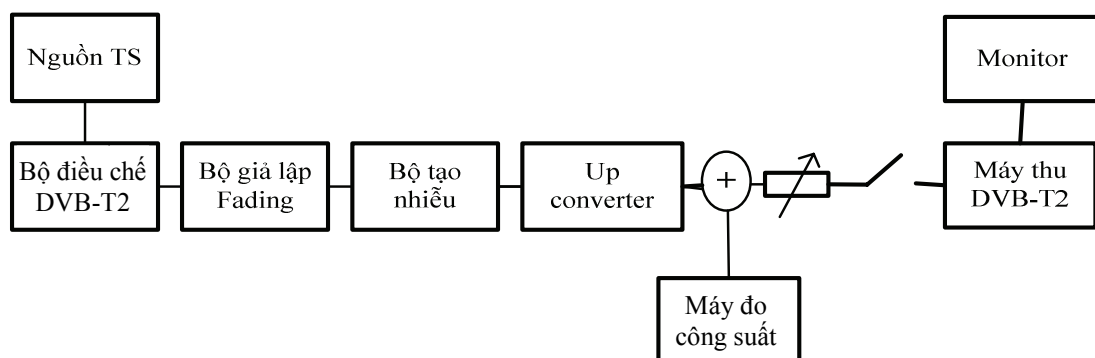 Nguồn TS
Monitor
Bộ điều chế
DVB-T2
Bộ giả lập
Fading
Bộ tạo
nhiễu
Up
converter
+
Máy thu
DVB-T2
Máy đo
công suất